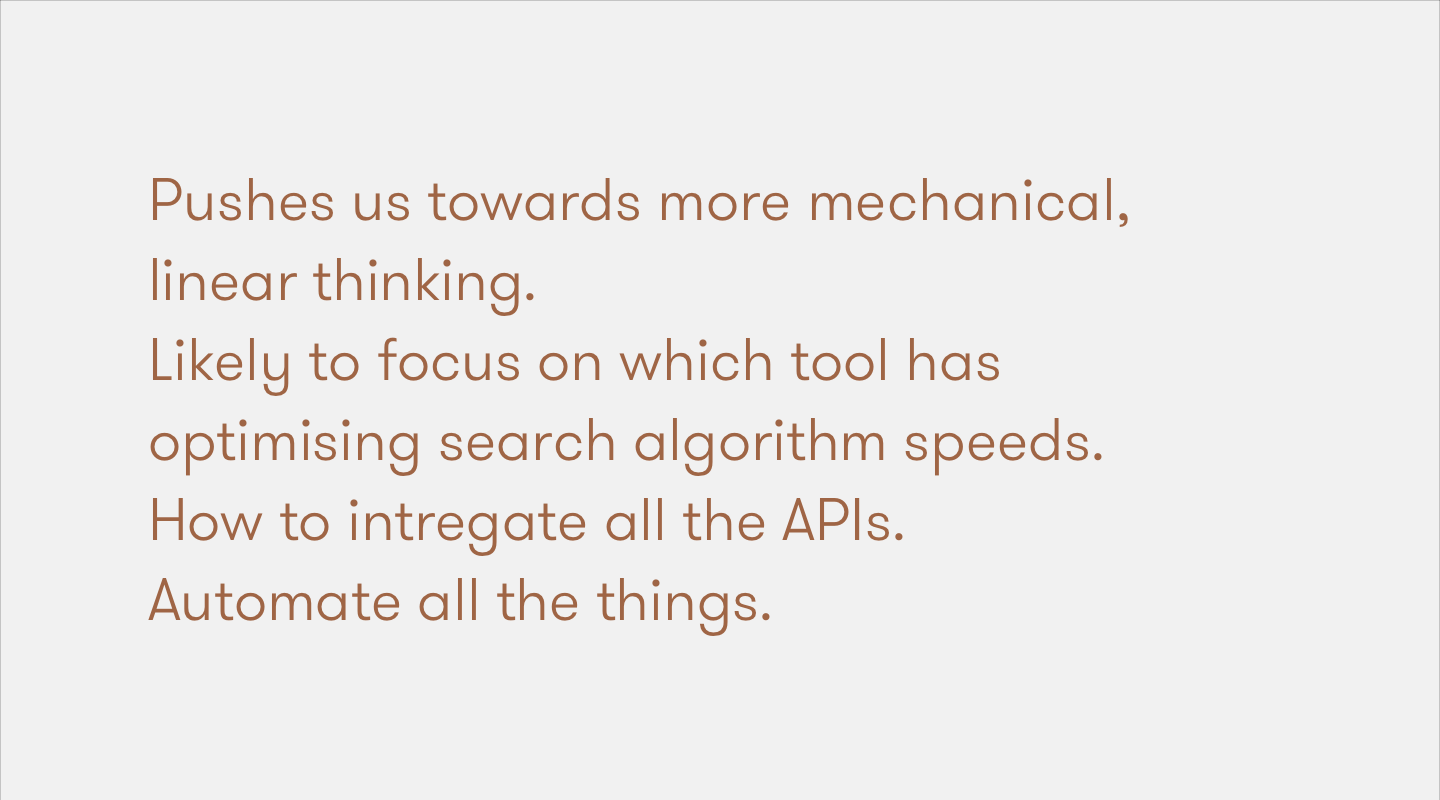 Pushes us towards more mechanical,
linear thinking.
Likely to focus on which tool has
optimising search algorithm speeds.
How to intregate all the APIs.
Automate all the things.